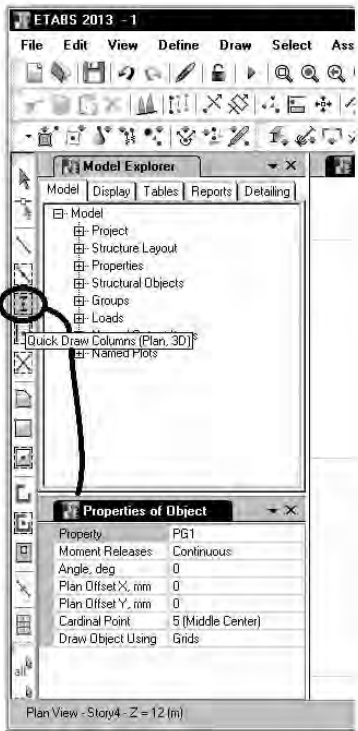 ETABS 2013 - 1
File Edit View Define Draw Select Ass
Model Explorer
Model Display Tables Reports Detailing
Model
Project
Structure Layout
Properties
Structural Objects
Groups
Loads
Quick Draw Columns (Plan, 3D)
Named Plots
Properties of Object
Property PG1
Moment Releases Continuous
Angle, deg 0
Plan Offset X, mm 0
Plan Offset Y, mm 0
Cardinal Point 5 (Middle Center)
Draw Object Using Grids
all
Plan View - Story4 - Z = 12 (m)